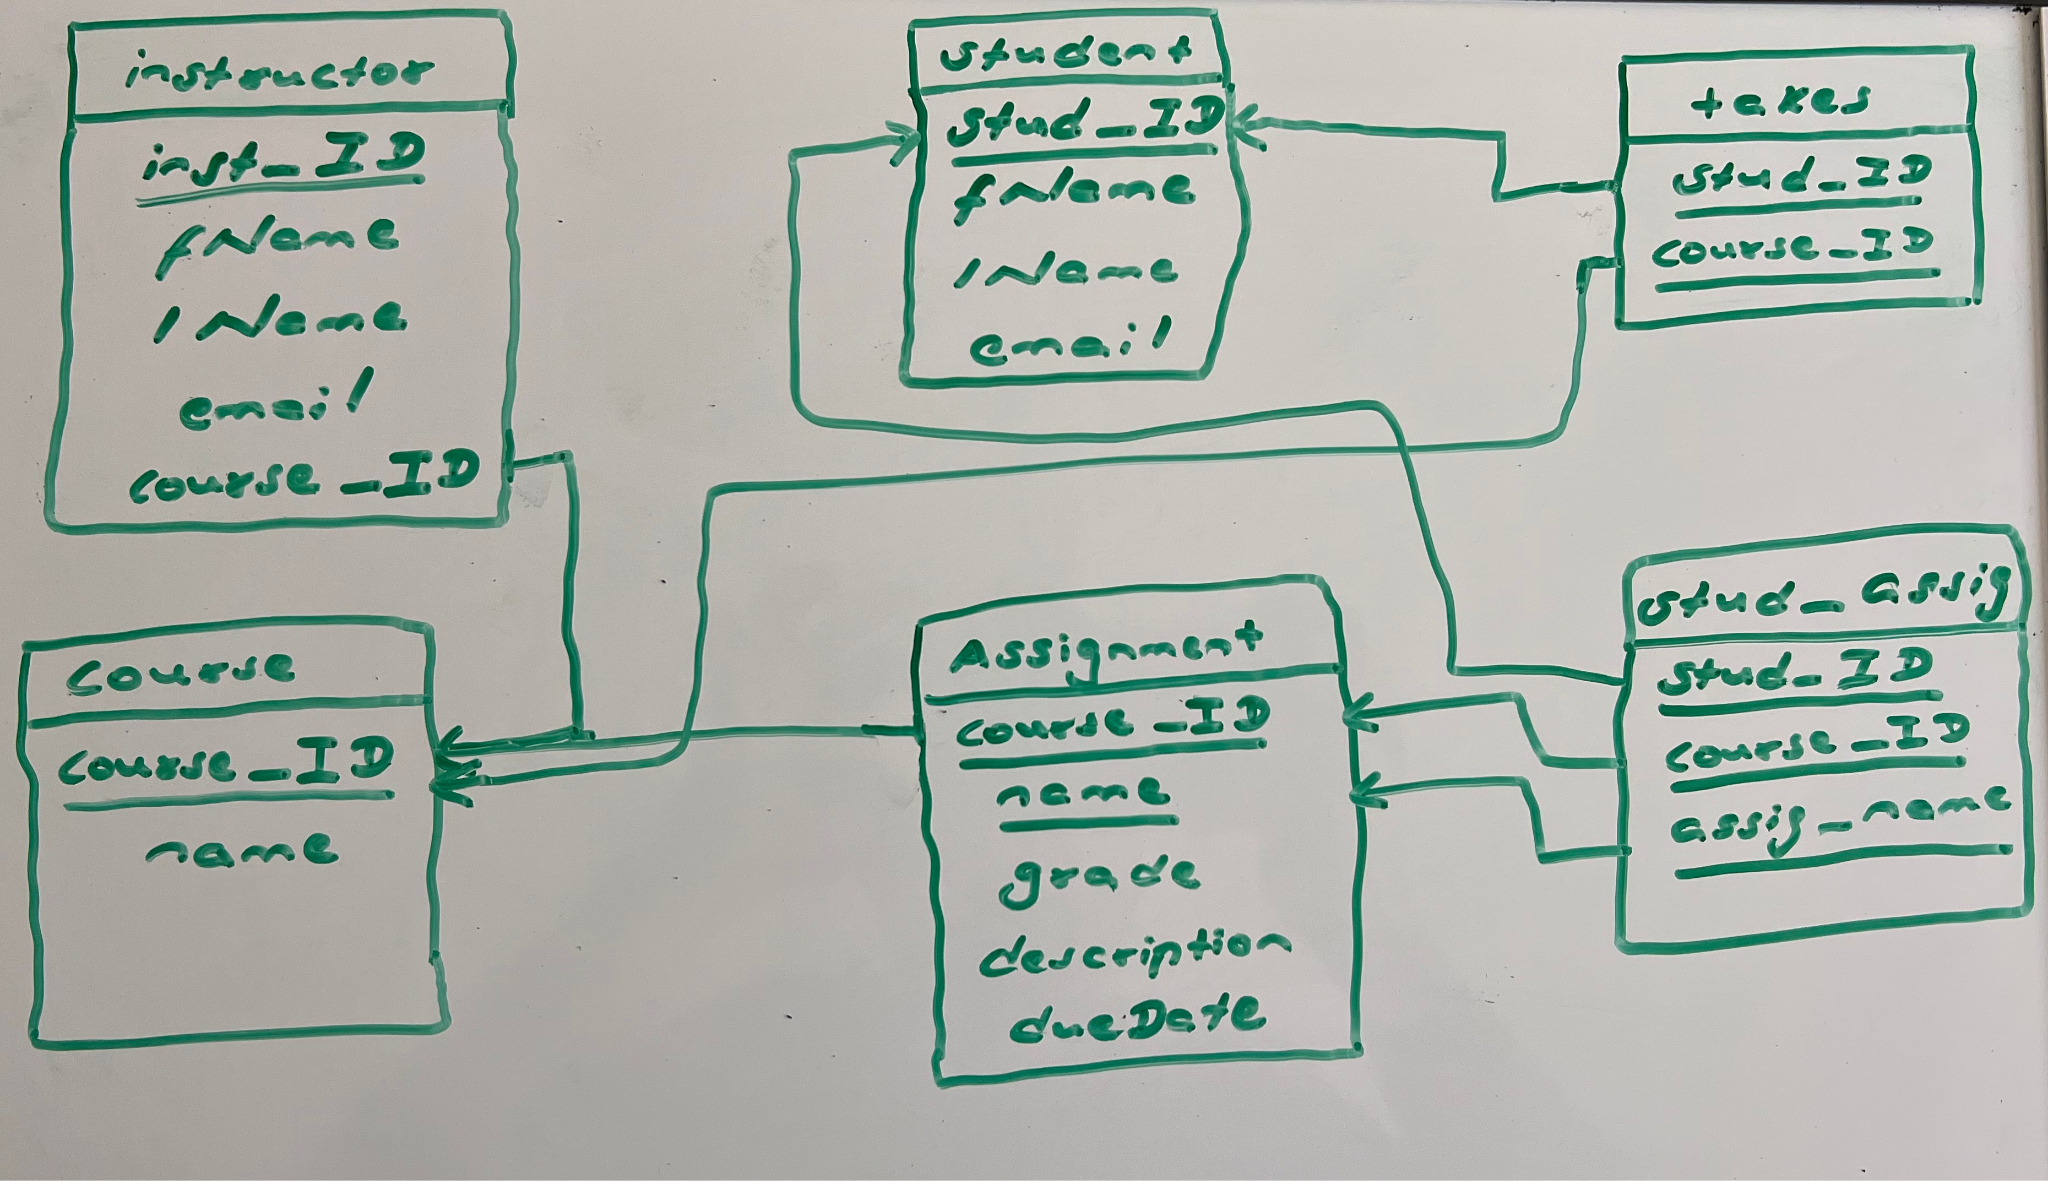 instructor
inst_ID
fName
lName
email
course_ID
student
stud_ID
fName
lName
email
takes
stud_ID
course_ID
course
course_ID
name
Assignment
course_ID
name
grade
description
dueDate
stud_assig
stud_ID
course_ID
assig_name